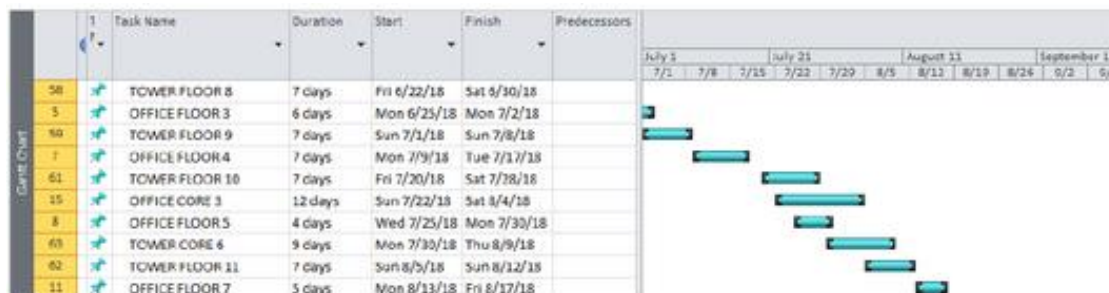 1 Task Name Duration Start Finish Predecessors
July 1 July 21 August 11 September 1
7/1 7/8 7/15 7/22 7/29 8/5 8/12 8/19 8/26 9/2
Gantt Chart
58 TOWER FLOOR 8 7 days Fri 6/22/18 Sat 6/30/18
5 OFFICE FLOOR 3 6 days Mon 6/25/18 Mon 7/2/18
59 TOWER FLOOR 9 7 days Sun 7/1/18 Sun 7/8/18
7 OFFICE FLOOR 4 7 days Mon 7/9/18 Tue 7/17/18
61 TOWER FLOOR 10 7 days Fri 7/20/18 Sat 7/28/18
15 OFFICE CORE 3 12 days Sun 7/22/18 Sat 8/4/18
8 OFFICE FLOOR 5 4 days Wed 7/25/18 Mon 7/30/18
63 TOWER CORE 6 9 days Mon 7/30/18 Thu 8/9/18
62 TOWER FLOOR 11 7 days Sun 8/5/18 Sun 8/12/18
11 OFFICE FLOOR 7 5 days Mon 8/13/18 Fri 8/17/18